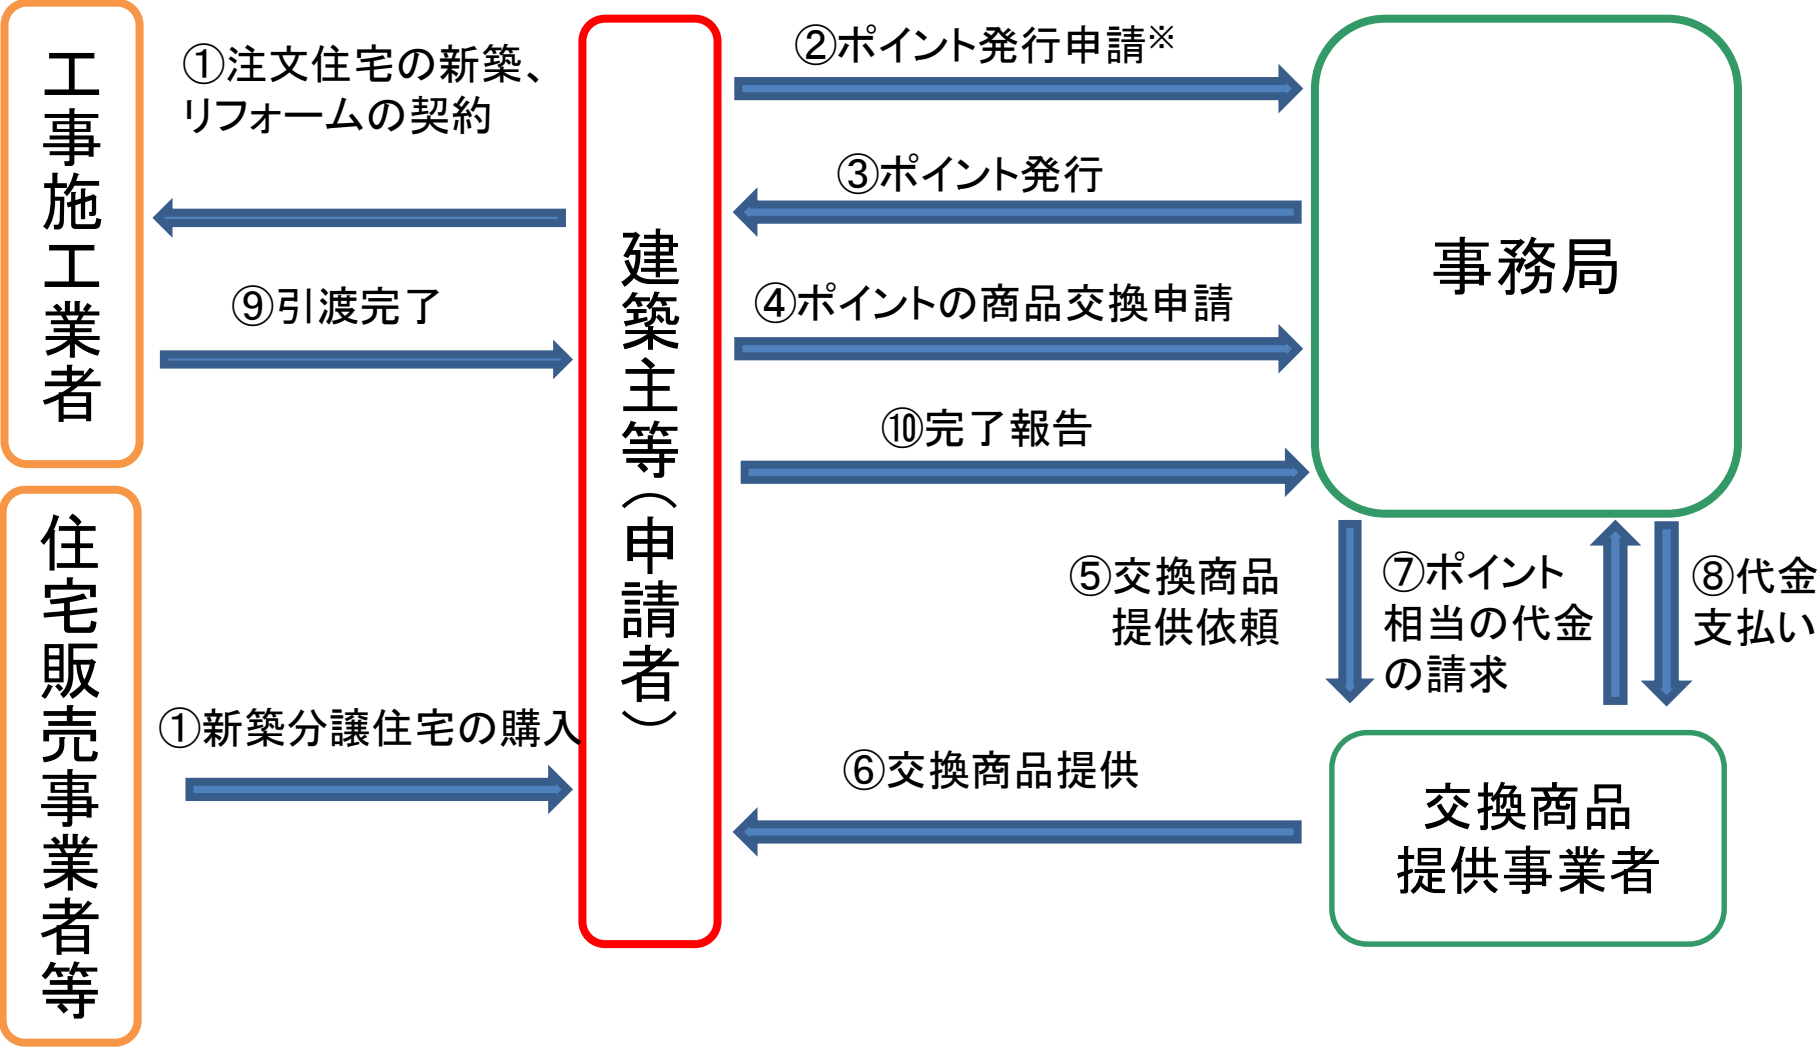 工事施工業者
①注文住宅の新築、
リフォームの契約
⑨引渡完了
住宅販売事業者等
①新築分譲住宅の購入
建築主等(申請者)
②ポイント発行申請※
③ポイント発行
④ポイントの商品交換申請
⑩完了報告
事務局
⑤交換商品
提供依頼
⑦ポイント
相当の代金
の請求
⑧代金
支払い
⑥交換商品提供
交換商品
提供事業者